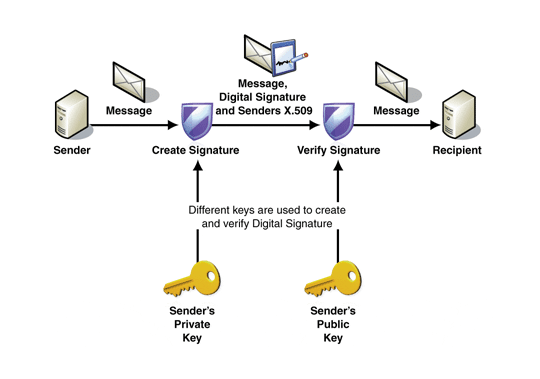 Message
Message,
Digital Signature
and Senders X.509
Message
Sender
Create Signature
Verify Signature
Recipient
Different keys are used to create
and verify Digital Signature
Sender's
Private
Key
Sender's
Public
Key